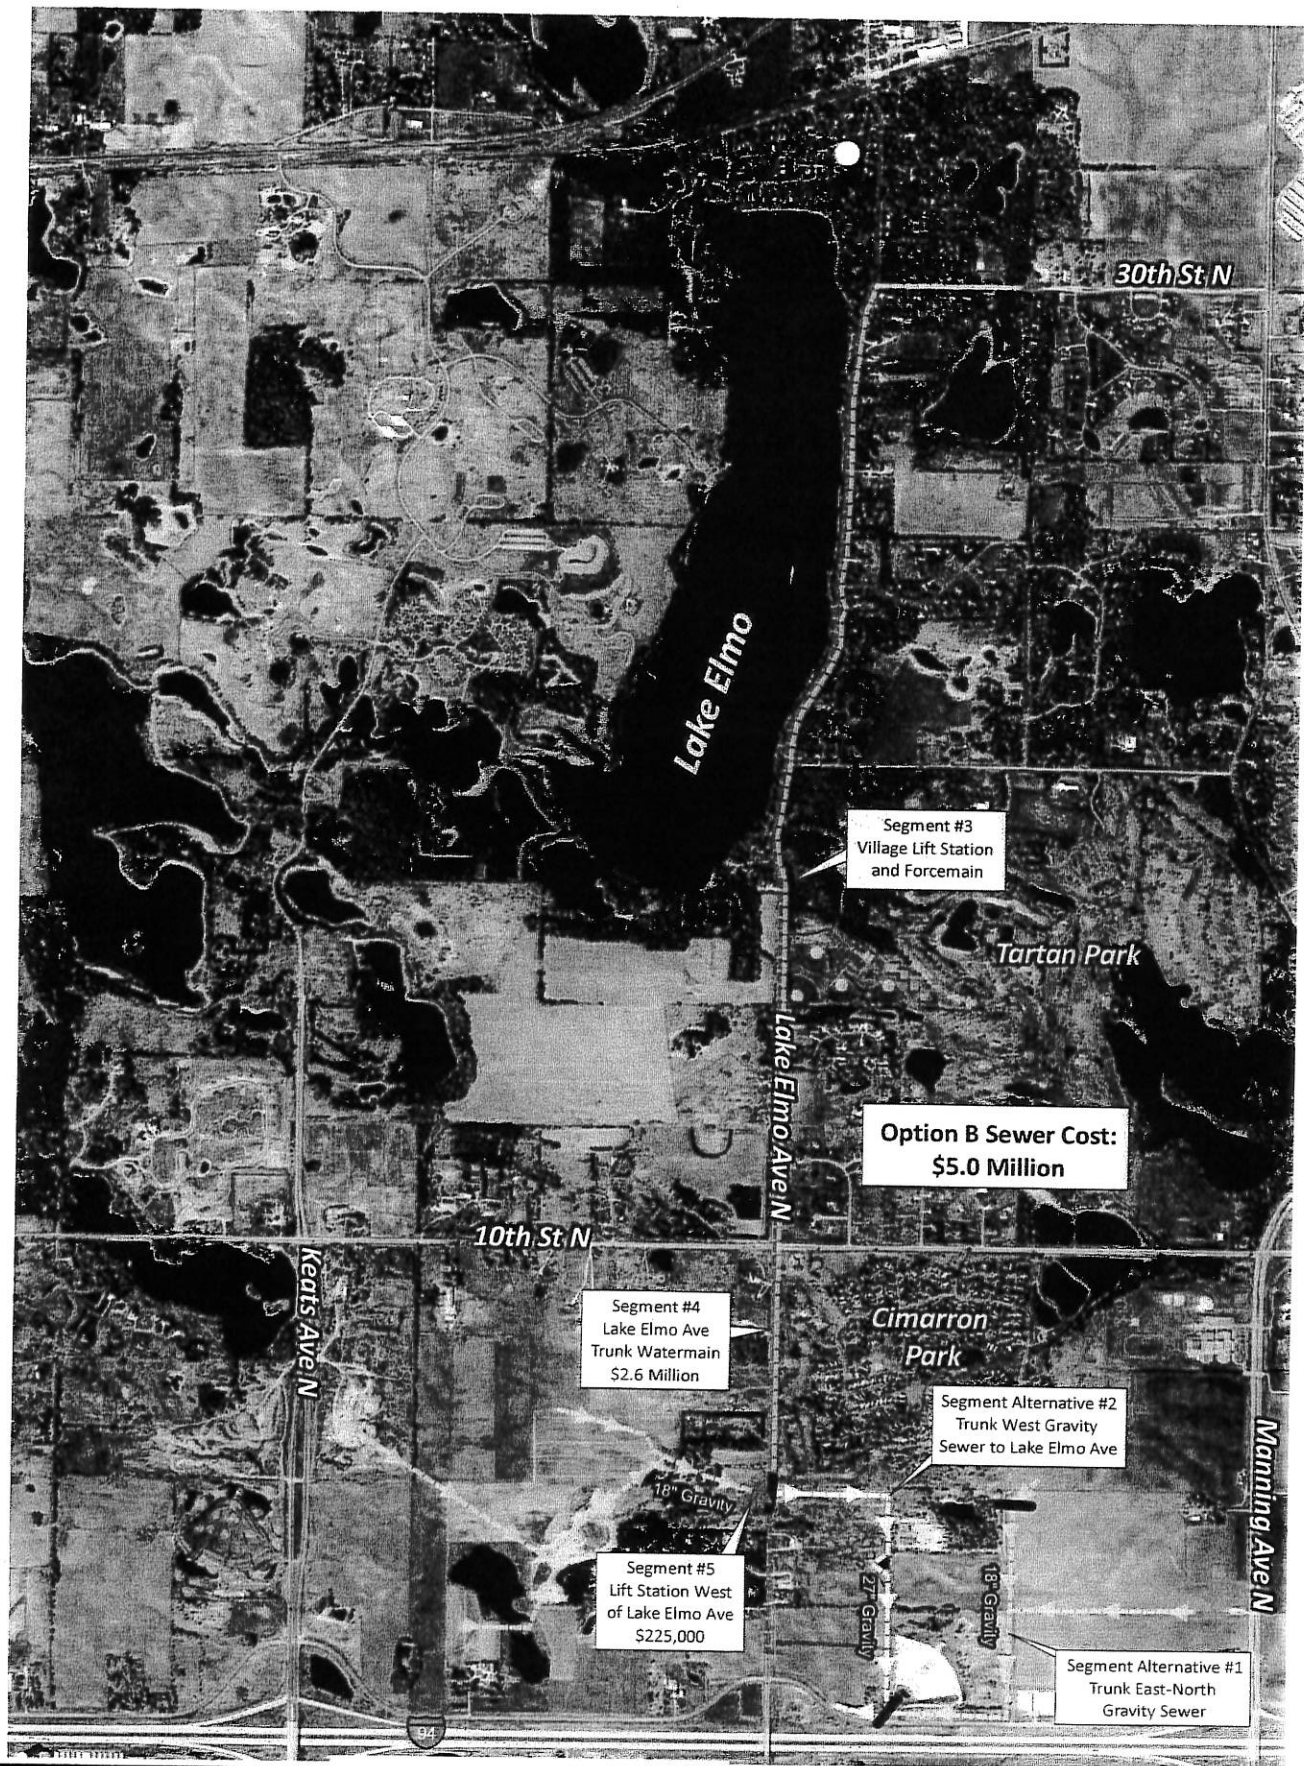 30th St N
Lake Elmo
Segment #3
Village Lift Station
and Forcemain
Tartan Park
Lake Elmo Ave N
Option B Sewer Cost:
$5.0 Million
10th St N
Keats Ave N
Segment #4
Lake Elmo Ave
Trunk Watermain
$2.6 Million
Cimarron
Park
Segment Alternative #2
Trunk West Gravity
Sewer to Lake Elmo Ave
Manning Ave N
18" Gravity
Segment #5
Lift Station West
of Lake Elmo Ave
$225,000
27" Gravity
18" Gravity
Segment Alternative #1
Trunk East-North
Gravity Sewer
94